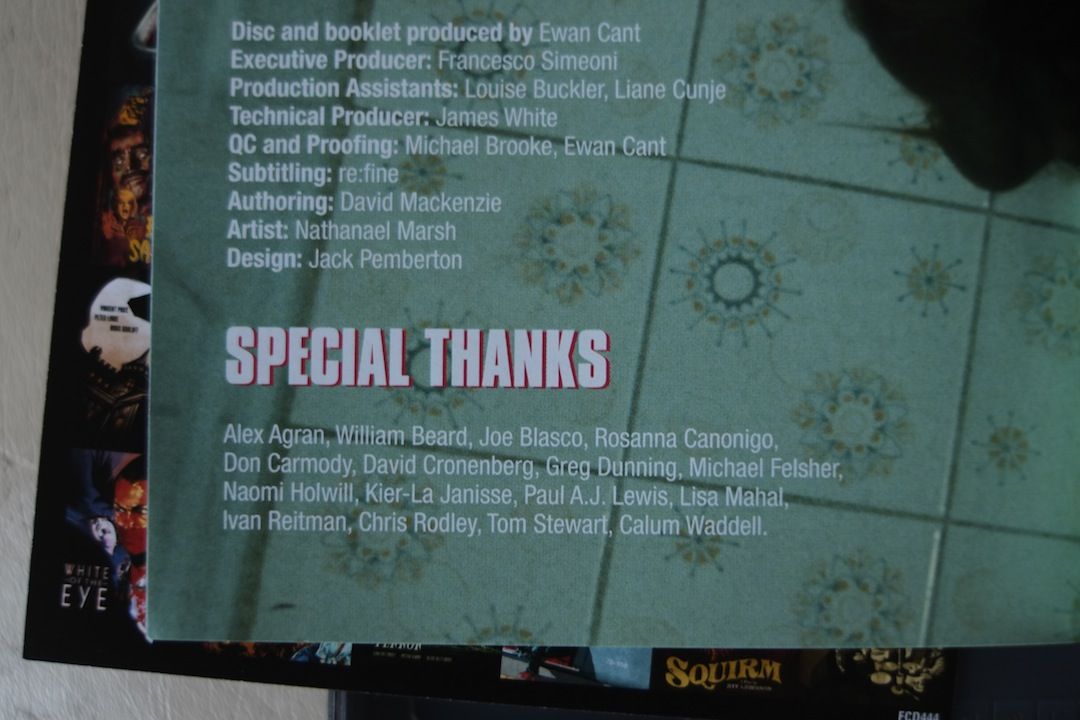 Disc and booklet produced by Ewan Cant
Executive Producer: Francesco Simeoni
Production Assistants: Louise Buckler, Liane Cunje
Technical Producer: James White
QC and Proofing: Michael Brooke, Ewan Cant
Subtitling: re:fine
Authoring: David Mackenzie
Artist: Nathanael Marsh
Design: Jack Pemberton
SPECIAL THANKS
Alex Agran, William Beard, Joe Blasco, Rosanna Canonigo,
Don Carmody, David Cronenberg, Greg Dunning, Michael Felsher,
Naomi Holwill, Kier-La Janisse, Paul A.J. Lewis, Lisa Mahal,
Ivan Reitman, Chris Rodley, Tom Stewart, Calum Waddell.
WHITE
OF THE
EYE
SQUIRM
FCD444